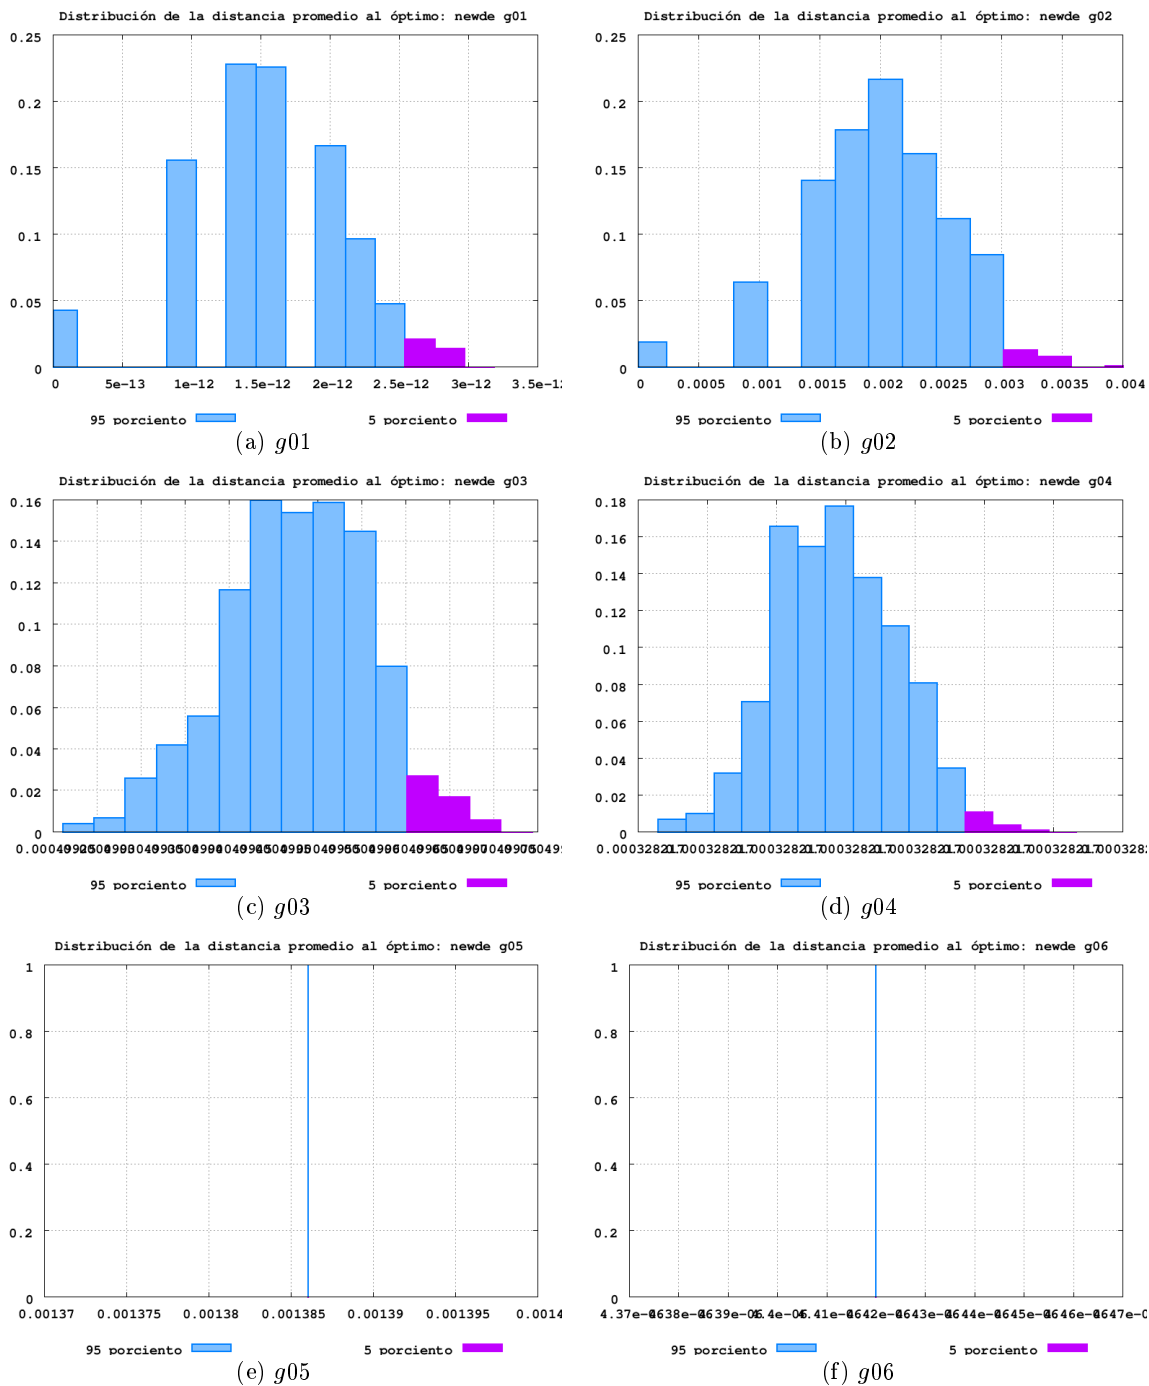 Distribución de la distancia promedio al óptimo: newde g01
0.25
0.2
0.15
0.1
0.05
0
0 5e-13 1e-12 1.5e-12 2e-12 2.5e-12 3e-12 3.5e-12
95 porciento 5 porciento
(a) g01
Distribución de la distancia promedio al óptimo: newde g02
0.25
0.2
0.15
0.1
0.05
0
0 0.0005 0.001 0.0015 0.002 0.0025 0.003 0.0035 0.004
95 porciento 5 porciento
(b) g02
Distribución de la distancia promedio al óptimo: newde g03
0.16
0.14
0.12
0.1
0.08
0.06
0.04
0.02
0
95 porciento 5 porciento
(c) g03
Distribución de la distancia promedio al óptimo: newde g04
0.18
0.16
0.14
0.12
0.1
0.08
0.06
0.04
0.02
0
95 porciento 5 porciento
(d) g04
Distribución de la distancia promedio al óptimo: newde g05
1
0.8
0.6
0.4
0.2
0
0.00137 0.001375 0.00138 0.001385 0.00139 0.001395 0.0014
95 porciento 5 porciento
(e) g05
Distribución de la distancia promedio al óptimo: newde g06
1
0.8
0.6
0.4
0.2
0
95 porciento 5 porciento
(f) g06